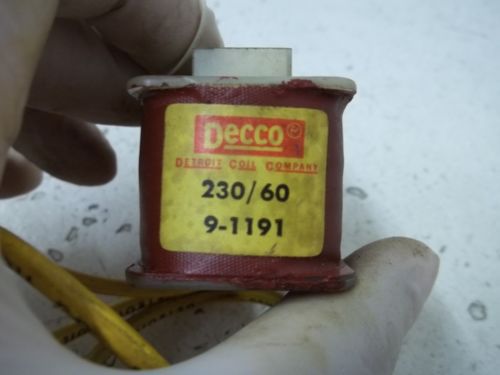 Decco
DETROIT COIL COMPANY
230/60
9-1191